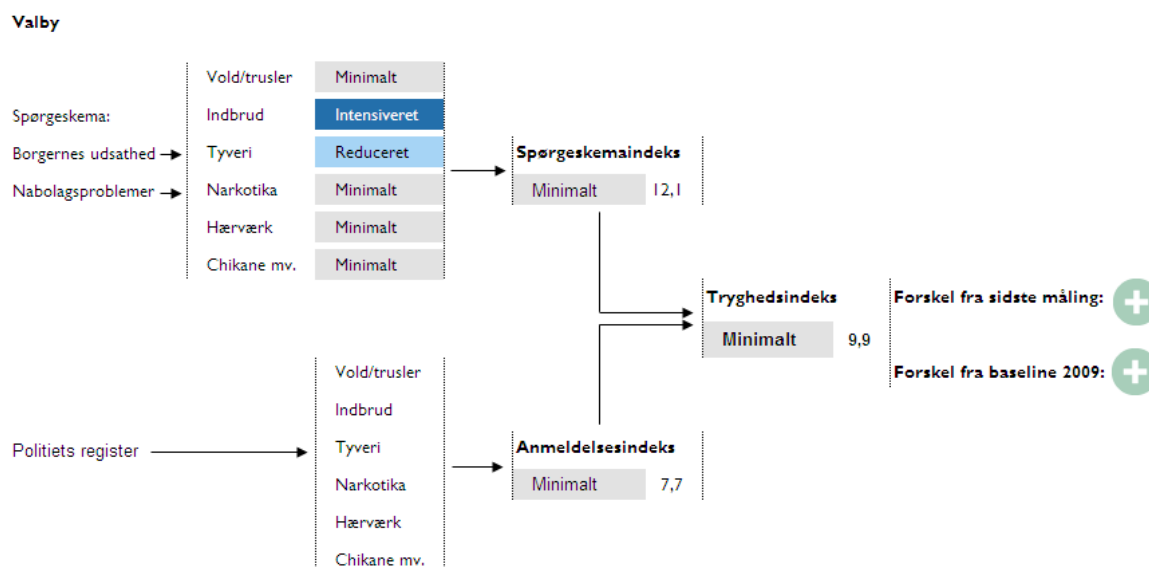 Valby
Vold/trusler Minimalt
Spørgeskema: Indbrud Intensiveret
Borgernes udsathed Tyveri Reduceret Spørgeskemaindeks
Nabolagsproblemer Narkotika Minimalt Minimalt 12,1
Hærværk Minimalt
Chikane mv. Minimalt
Tryghedsindeks Forskel fra sidste måling: +
Minimalt 9,9
Forskel fra baseline 2009: +
Vold/trusler
Indbrud
Politiets register Tyveri Anmeldelsesindeks
Narkotika Minimalt 7,7
Hærværk
Chikane mv.